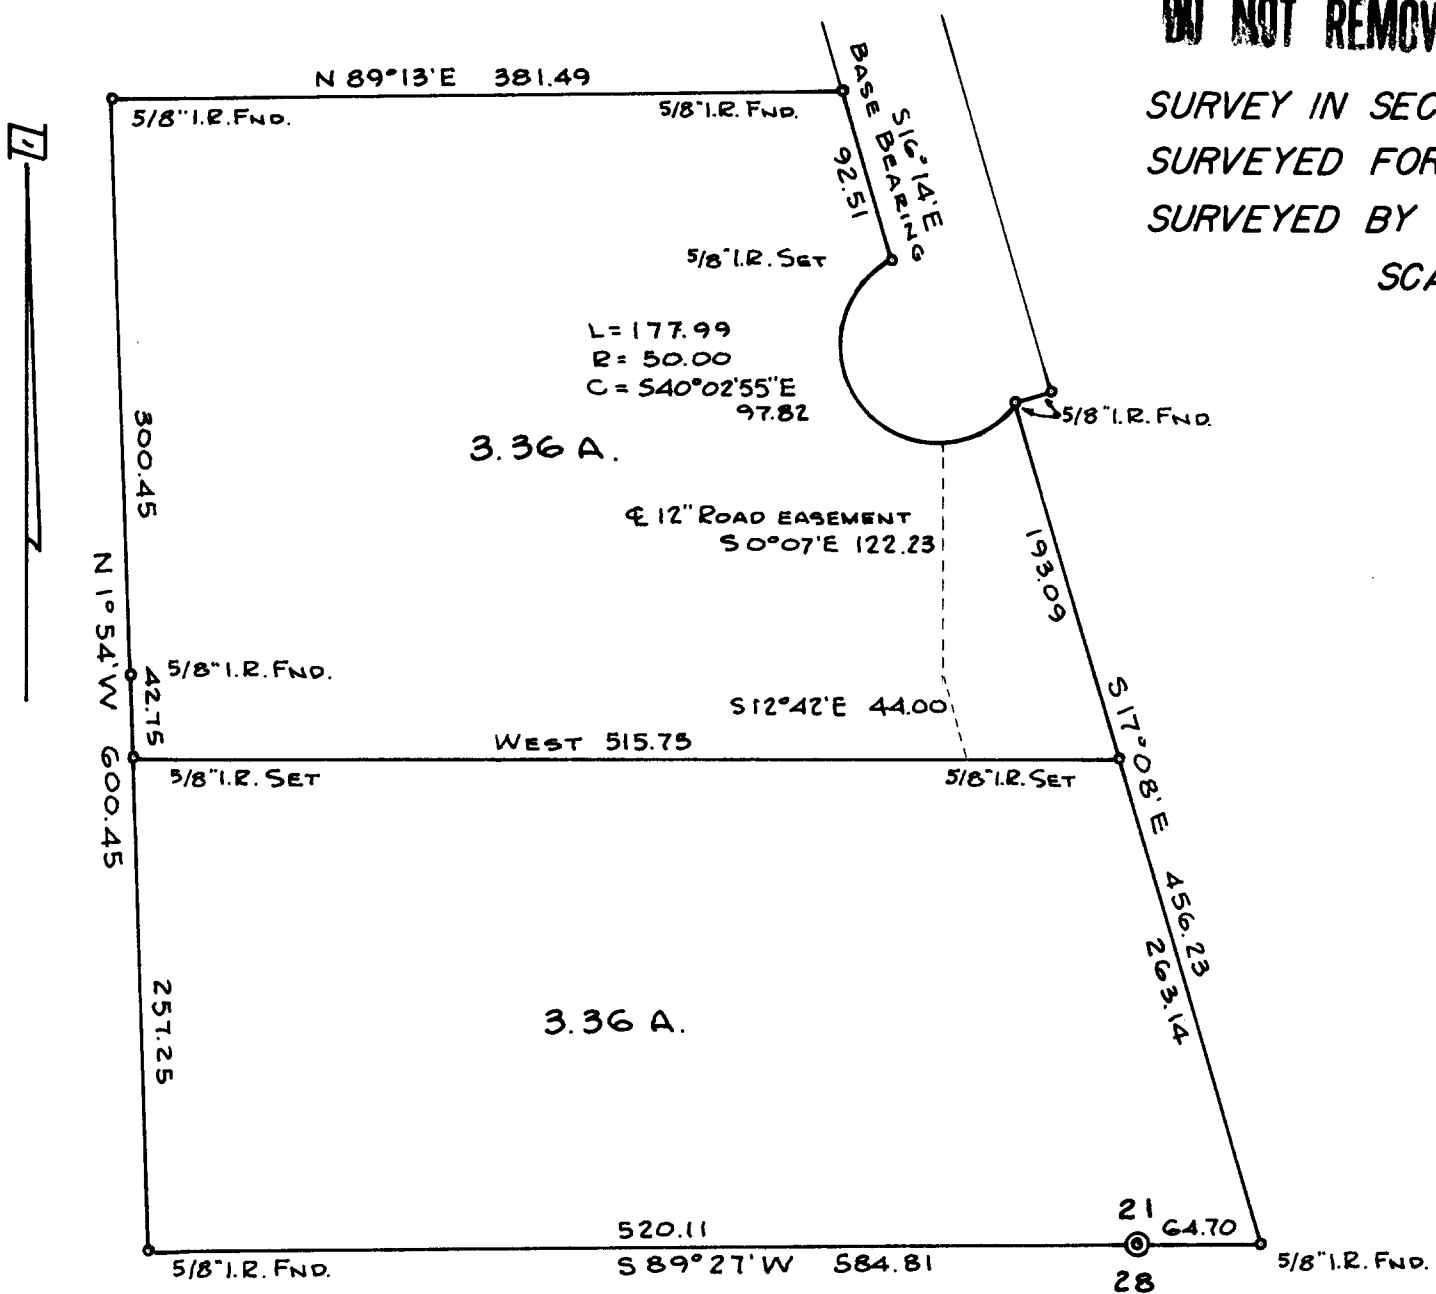 DO NOT REMOV
SURVEY IN SEC
SURVEYED FOR
SURVEYED BY
SCA
N 89°13'E 381.49
5/8" I.R. FND.
5/8" I.R. FND.
BASE BEARING
S16°14'E
92.51
5/8" I.R. SET
L = 177.99
R = 50.00
C = S40°02'55"E
97.82
5/8" I.R. FND.
300.45
3.36 A.
℄ 12" ROAD EASEMENT
S 0°07'E 122.23
193.09
N 1°54'W 600.45
5/8" I.R. FND.
42.75
S12°42'E 44.00
S 17°08'E 456.23
WEST 515.75
5/8" I.R. SET
5/8" I.R. SET
263.14
257.25
3.36 A.
21
520.11
64.70
S 89°27'W 584.81
5/8" I.R. FND.
5/8" I.R. FND.
28